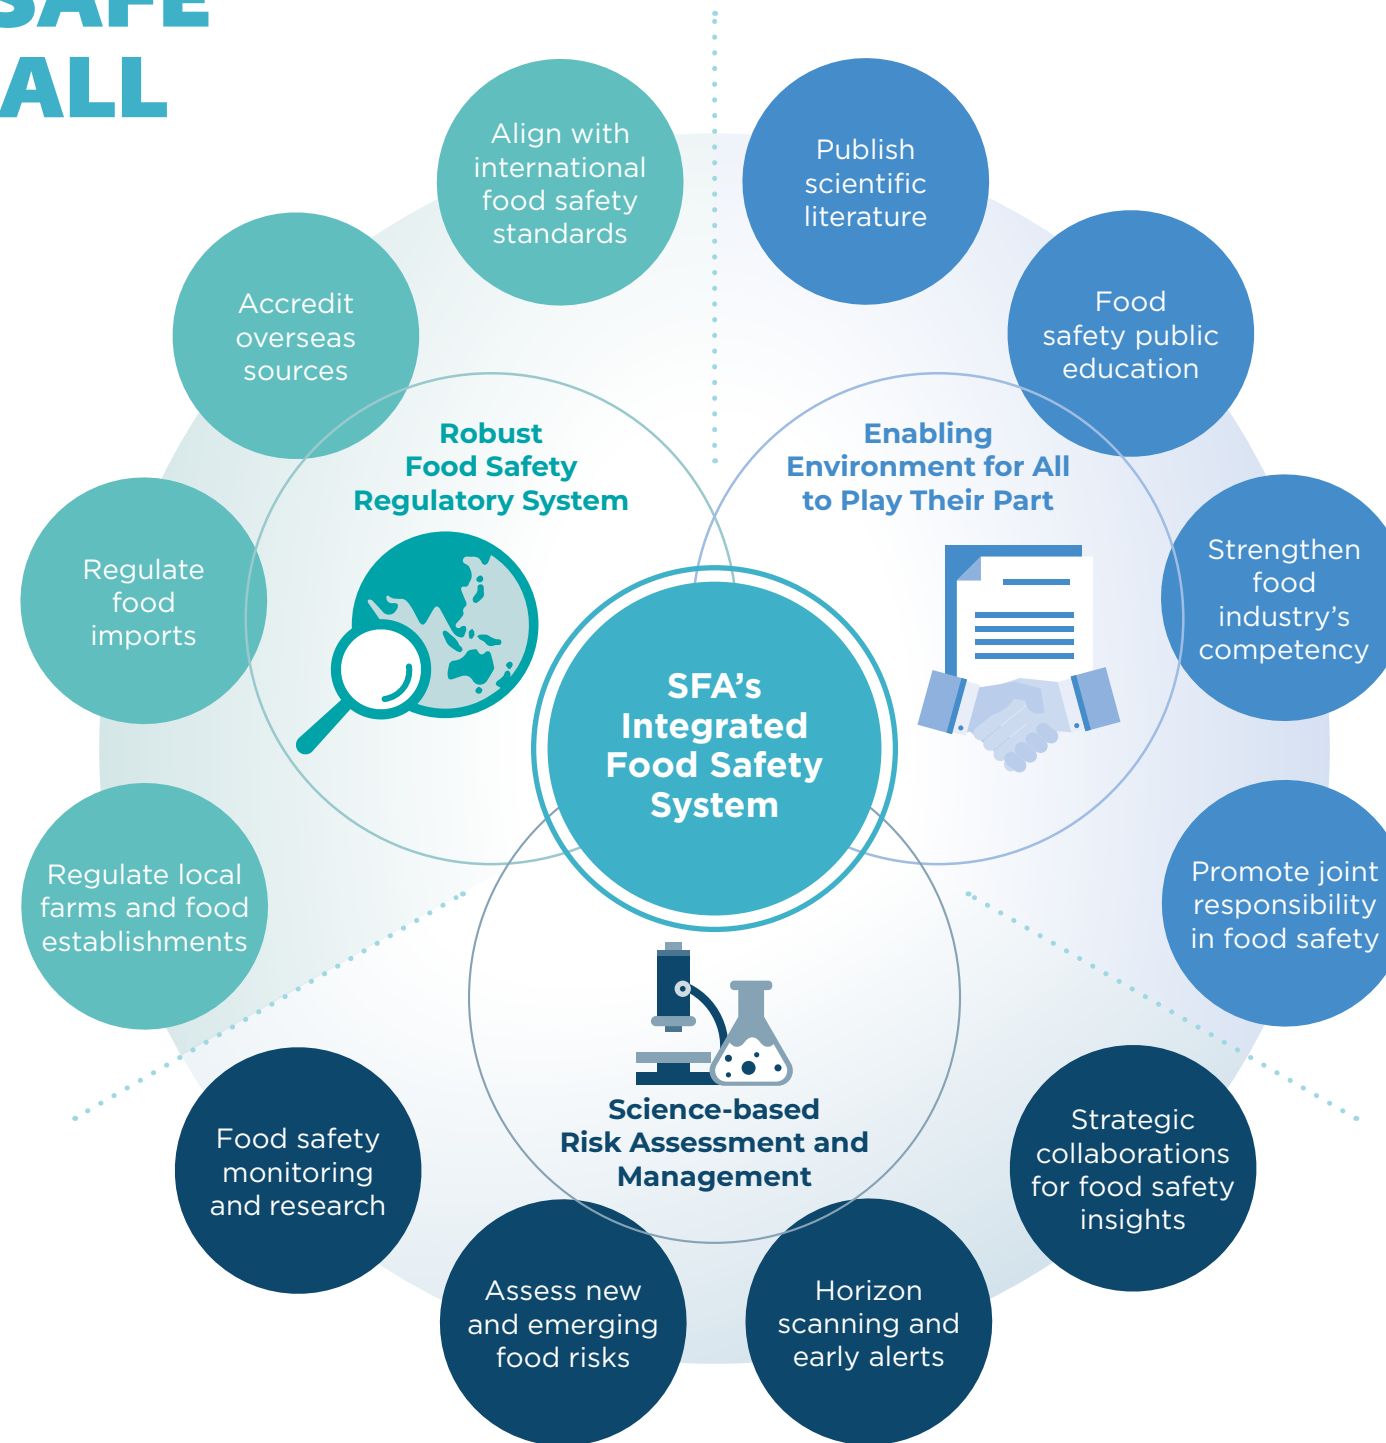 SAFE
ALL
Align with
international
food safety
standards
Publish
scientific
literature
Accredit
overseas
sources
Food
safety public
education
Robust
Food Safety
Regulatory System
Enabling
Environment for All
to Play Their Part
Regulate
food
imports
Strengthen
food
industry’s
competency
SFA’s
Integrated
Food Safety
System
Regulate local
farms and food
establishments
Promote joint
responsibility
in food safety
Science-based
Risk Assessment and
Management
Food safety
monitoring
and research
Strategic
collaborations
for food safety
insights
Assess new
and emerging
food risks
Horizon
scanning and
early alerts